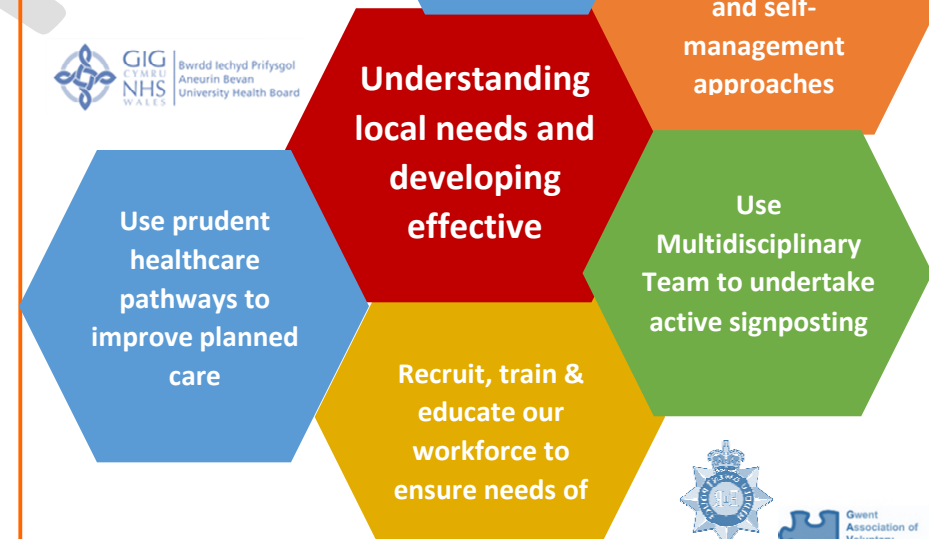 and self-
management
approaches
GIG
CYMRU
NHS
WALES
Bwrdd Iechyd Prifysgol
Aneurin Bevan
University Health Board
Understanding
local needs and
developing
effective
Use prudent
healthcare
pathways to
improve planned
care
Use
Multidisciplinary
Team to undertake
active signposting
Recruit, train &
educate our
workforce to
ensure needs of
Gwent
Association of
Voluntary